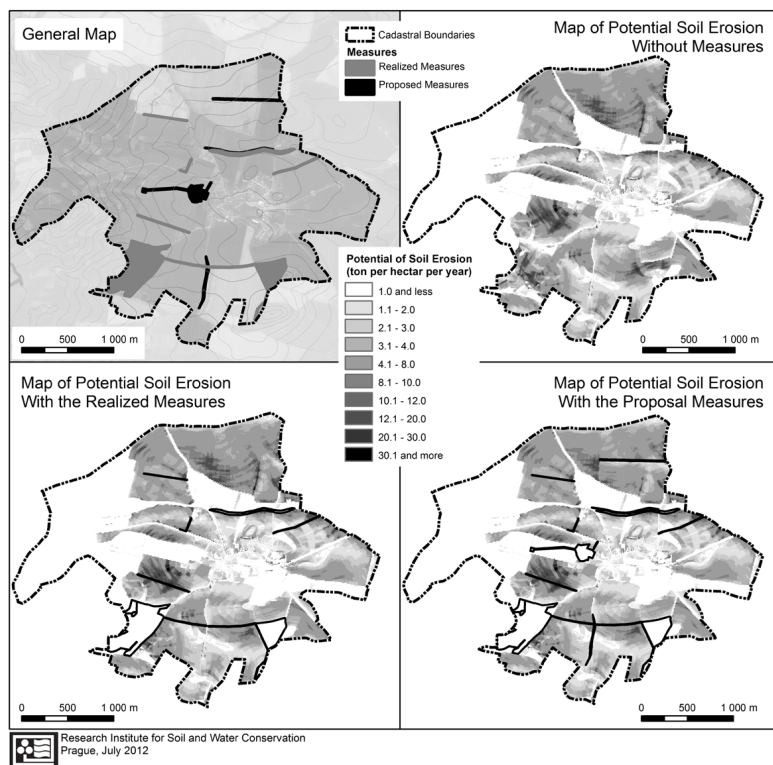 General Map
Cadastral Boundaries
Measures
Realized Measures
Proposed Measures
0 500 1 000 m
Map of Potential Soil Erosion
Without Measures
0 500 1 000 m
Potential of Soil Erosion
(ton per hectar per year)
1.0 and less
1.1 - 2.0
2.1 - 3.0
3.1 - 4.0
4.1 - 8.0
8.1 - 10.0
10.1 - 12.0
12.1 - 20.0
20.1 - 30.0
30.1 and more
Map of Potential Soil Erosion
With the Realized Measures
0 500 1 000 m
Map of Potential Soil Erosion
With the Proposal Measures
0 500 1 000 m
Research Institute for Soil and Water Conservation
Prague, July 2012